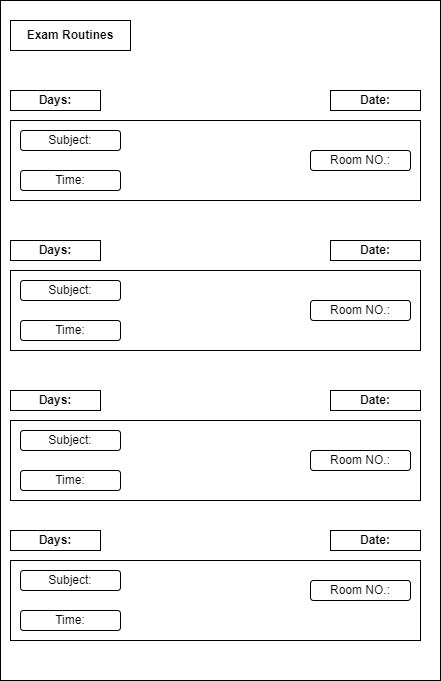 Exam Routines
Days: Date:
Subject:
Room NO.:
Time:
Days: Date:
Subject:
Room NO.:
Time:
Days: Date:
Subject:
Room NO.:
Time:
Days: Date:
Subject:
Room NO.:
Time: